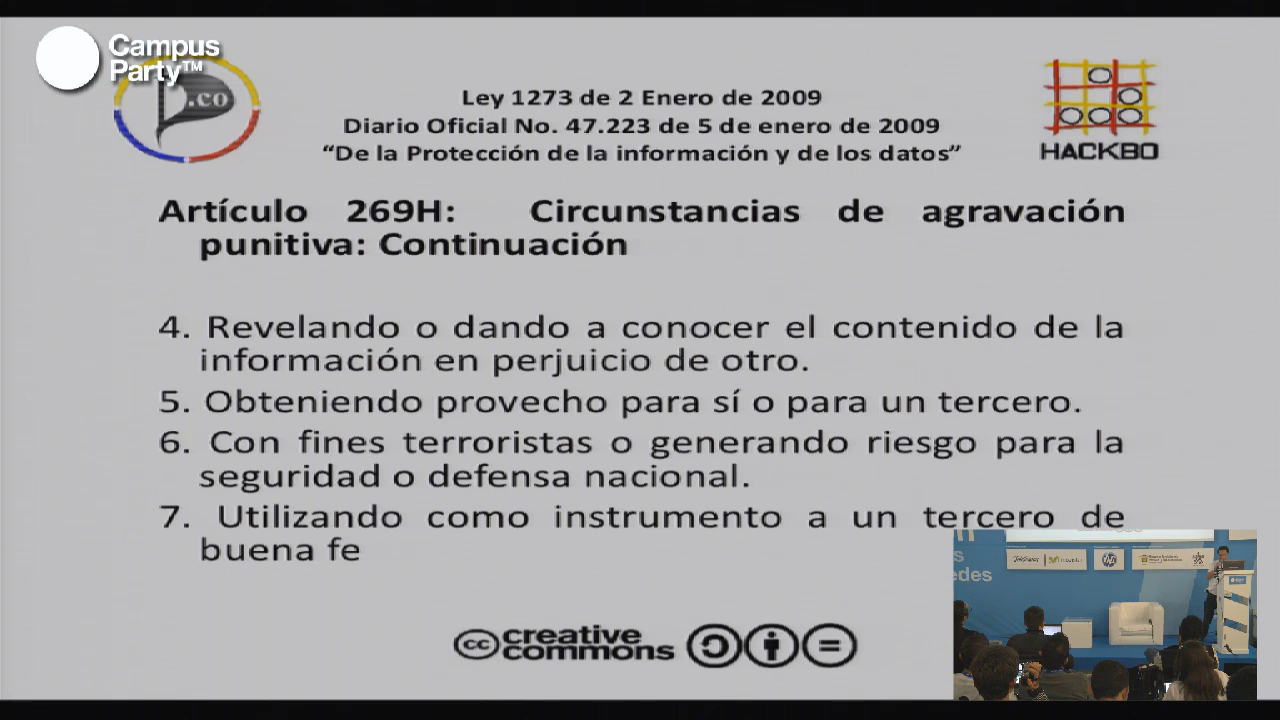 Campus
Party™
.co
Ley 1273 de 2 Enero de 2009
Diario Oficial No. 47.223 de 5 de enero de 2009
“De la Protección de la información y de los datos”
HACKBO
Artículo 269H: Circunstancias de agravación
punitiva: Continuación
4. Revelando o dando a conocer el contenido de la
información en perjuicio de otro.
5. Obteniendo provecho para sí o para un tercero.
6. Con fines terroristas o generando riesgo para la
seguridad o defensa nacional.
7. Utilizando como instrumento a un tercero de
buena fe
cc creative
commons
edes
hp